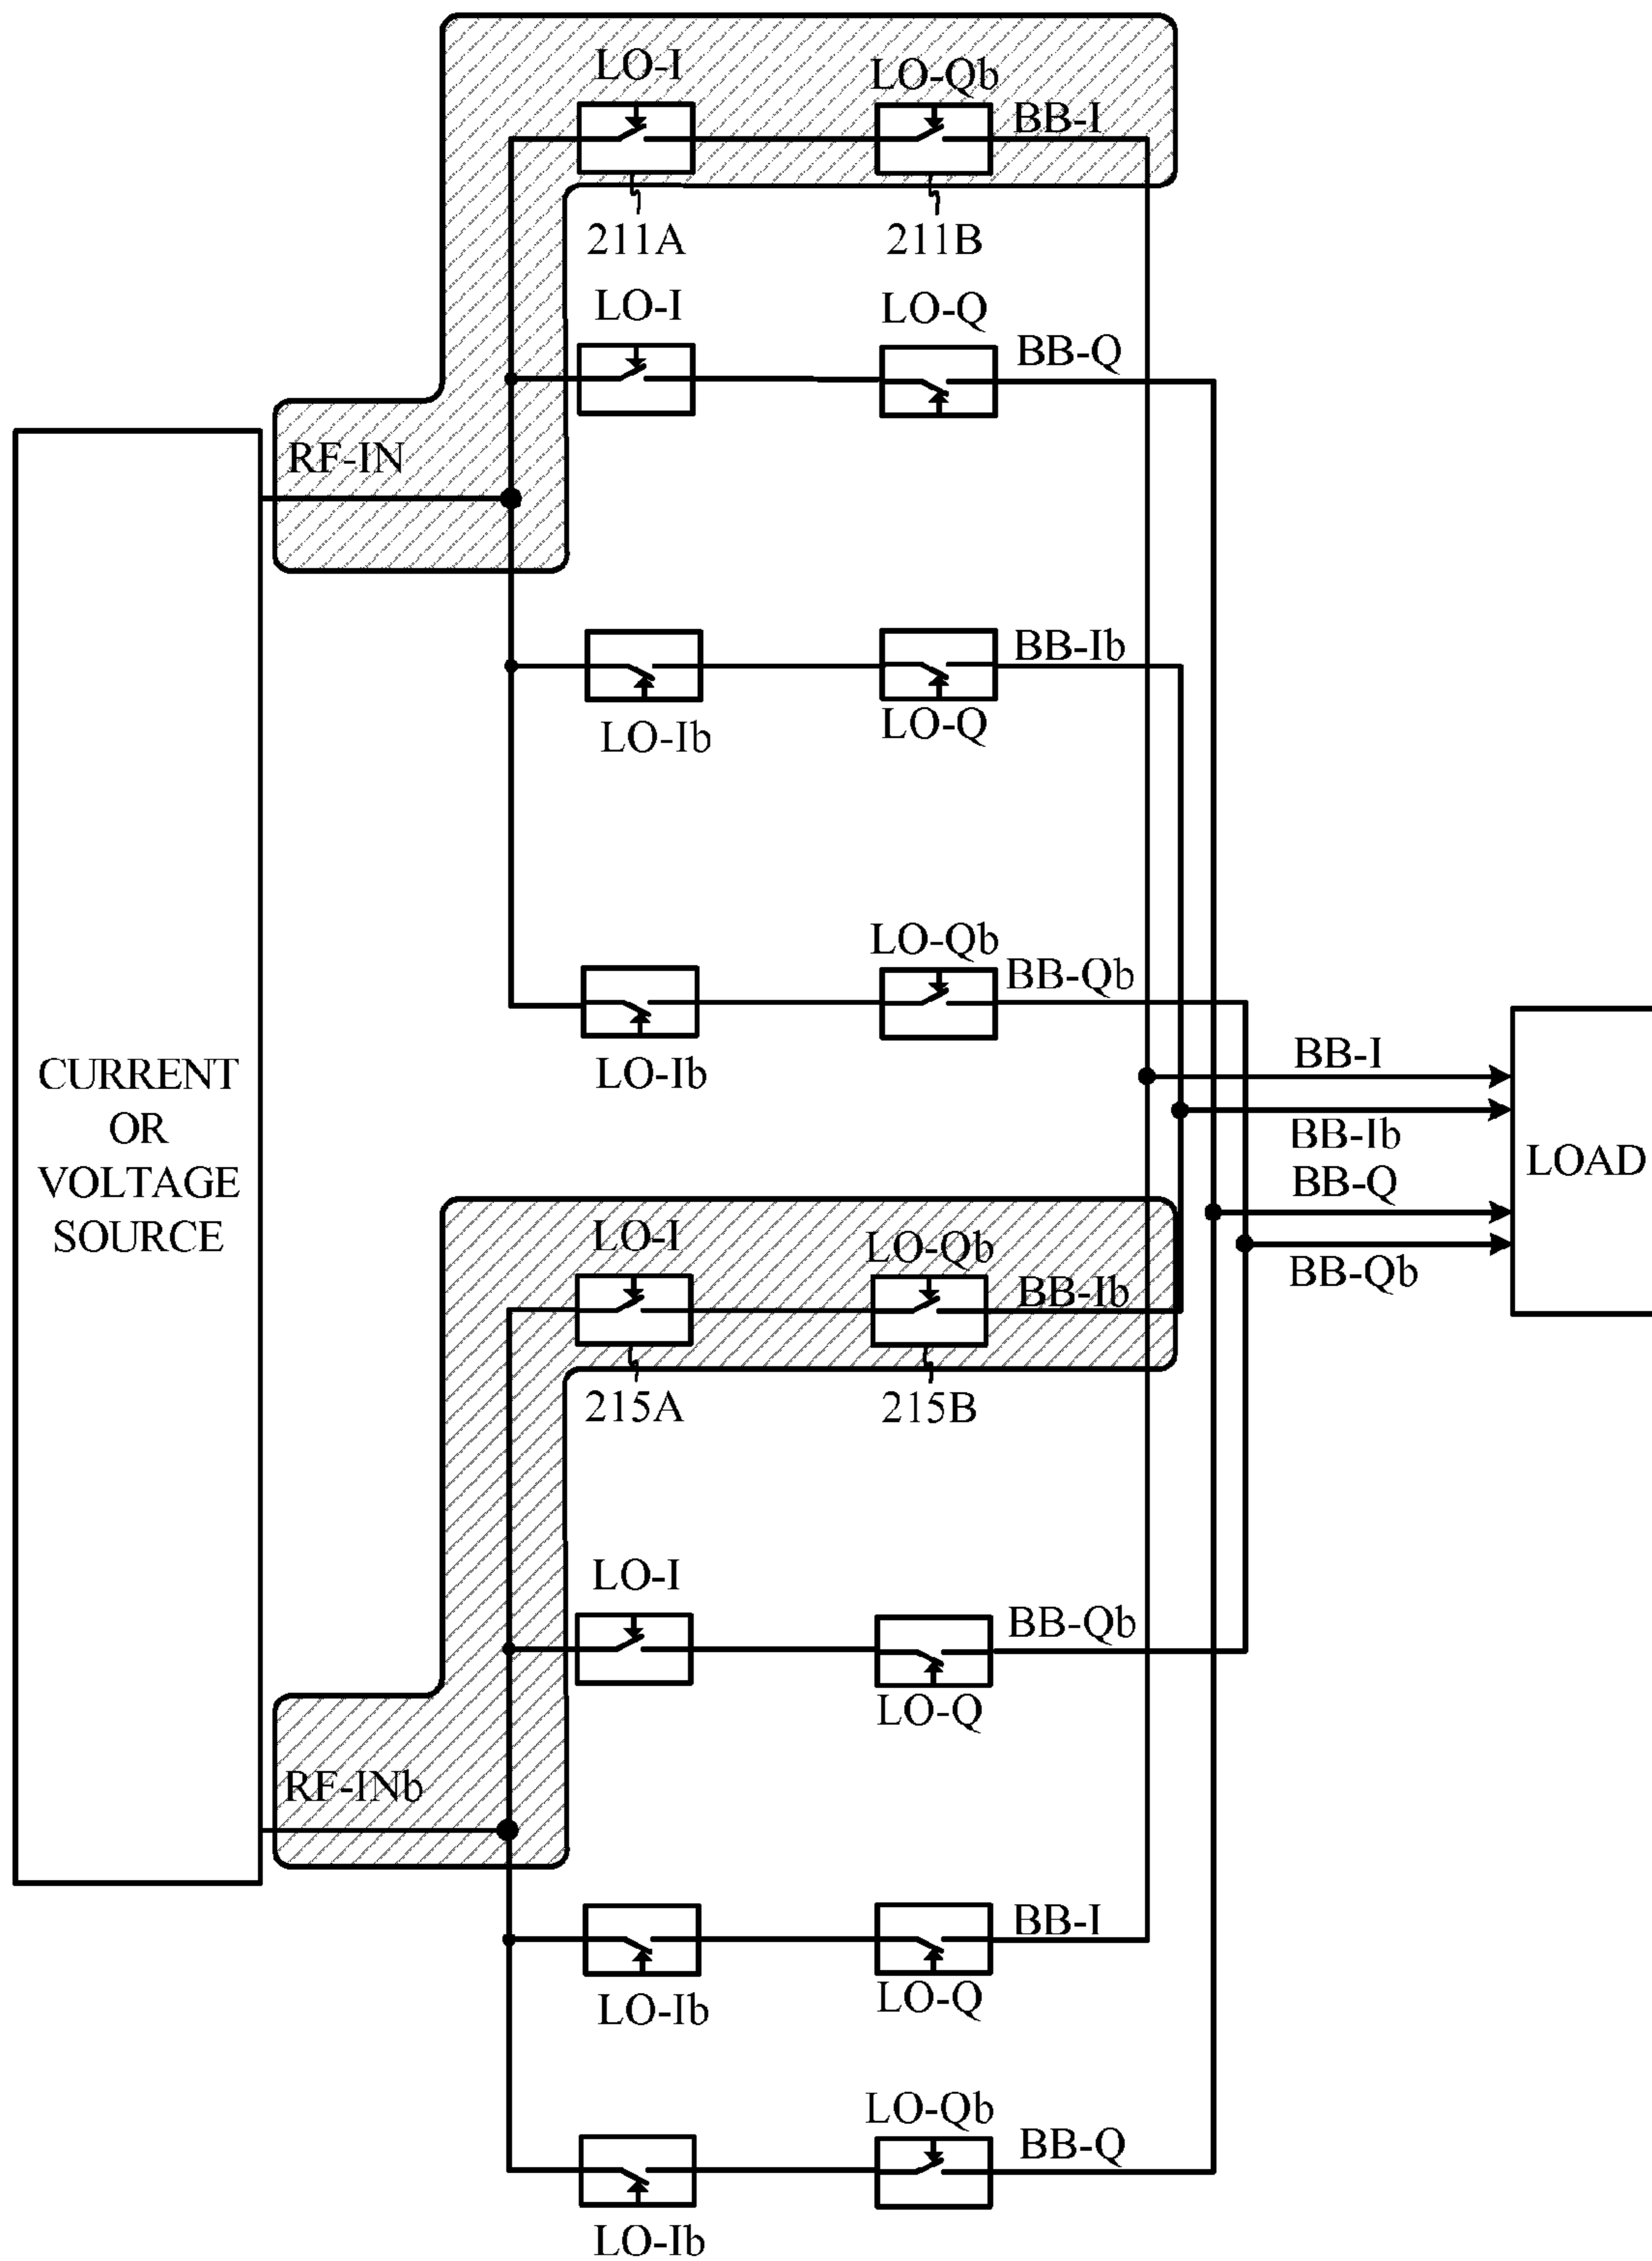 LO-I
LO-Qb
BB-I
211A
211B
LO-I
LO-Q
BB-Q
RF-IN
BB-Ib
LO-Ib
LO-Q
LO-Qb
BB-Qb
LO-Ib
CURRENT
OR
VOLTAGE
SOURCE
BB-I
BB-Ib
BB-Q
BB-Qb
LOAD
LO-I
LO-Qb
BB-Ib
215A
215B
LO-I
BB-Qb
LO-Q
RF-INb
BB-I
LO-Ib
LO-Q
LO-Qb
BB-Q
LO-Ib